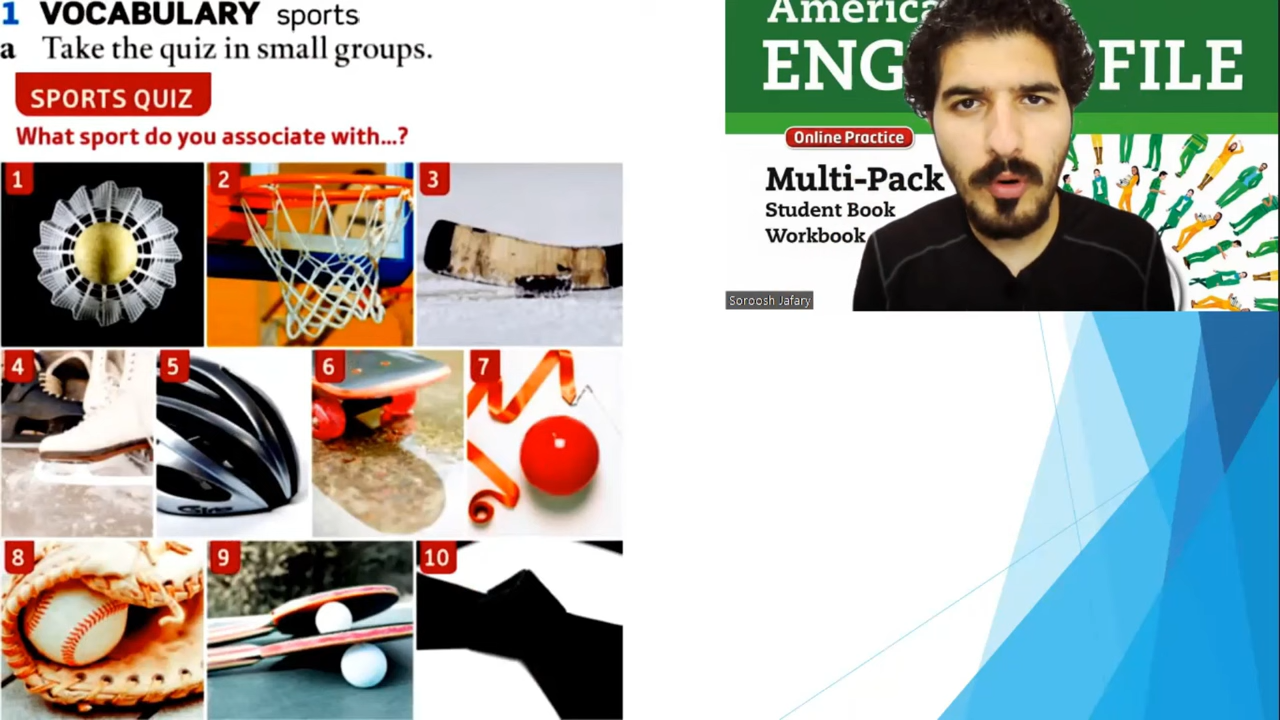 1 VOCABULARY sports
a Take the quiz in small groups.
SPORTS QUIZ
What sport do you associate with...?
1
2
3
4
5
6
7
8
9
10
Giro
America
ENG FILE
Online Practice
Multi-Pack
Student Book
Workbook
Soroosh Jafary